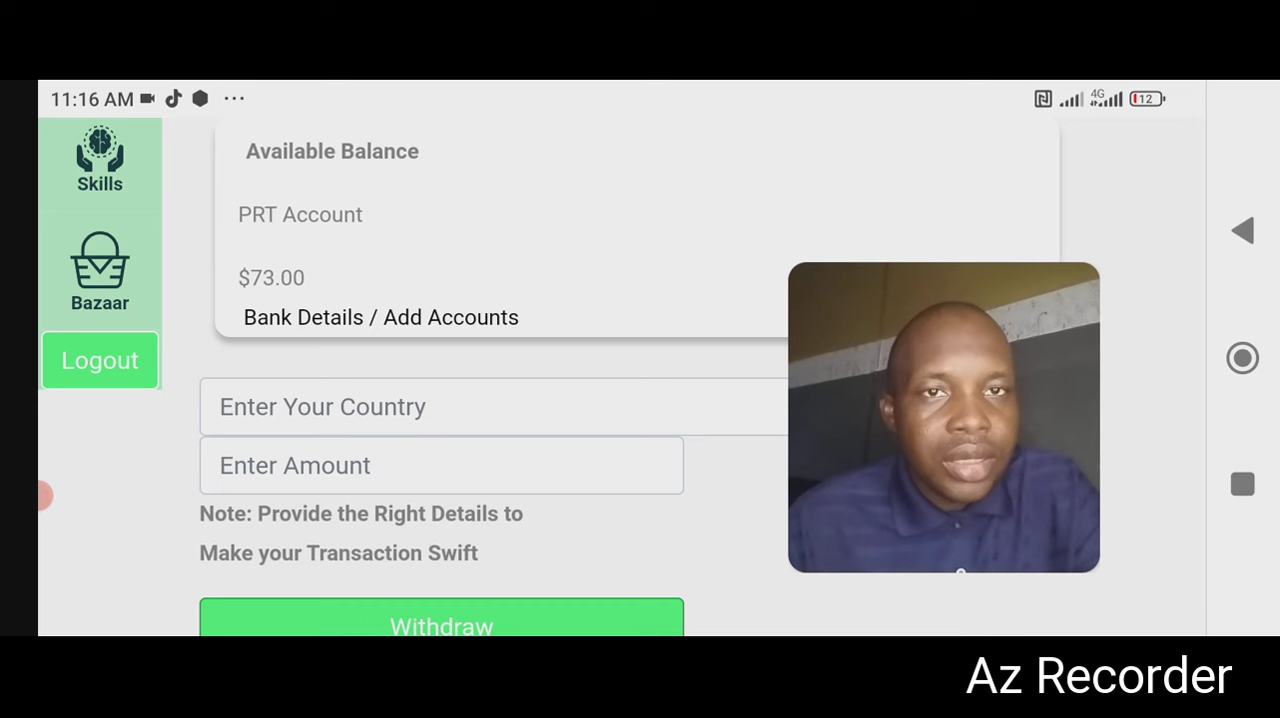 11:16 AM
4G
12
Skills
Bazaar
Logout
Available Balance
PRT Account
$73.00
Bank Details / Add Accounts
Enter Your Country
Enter Amount
Note: Provide the Right Details to
Make your Transaction Swift
Withdraw
Az Recorder